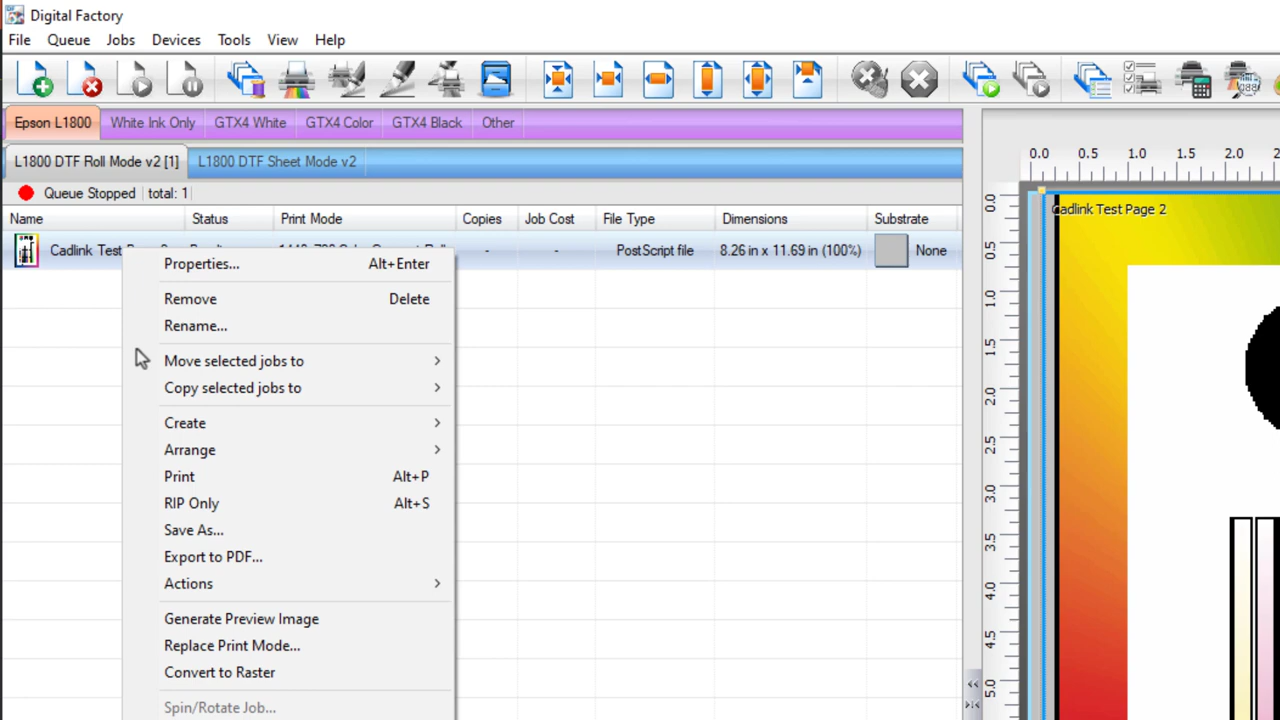 Digital Factory
File Queue Jobs Devices Tools View Help
Epson L1800 White Ink Only GTX4 White GTX4 Color GTX4 Black Other
L1800 DTF Roll Mode v2 [1] L1800 DTF Sheet Mode v2
Queue Stopped total: 1
Name Status Print Mode Copies Job Cost File Type Dimensions Substrate
Cadlink Test - - PostScript file 8.26 in x 11.69 in (100%) None
Properties... Alt+Enter
Remove Delete
Rename...
Move selected jobs to
Copy selected jobs to
Create
Arrange
Print Alt+P
RIP Only Alt+S
Save As...
Export to PDF...
Actions
Generate Preview Image
Replace Print Mode...
Convert to Raster
Spin/Rotate Job...
0.0 0.5 1.0 1.5 2.0
Cadlink Test Page 2
0.0
0.5
1.0
1.5
2.0
2.5
3.0
3.5
4.0
4.5
5.0